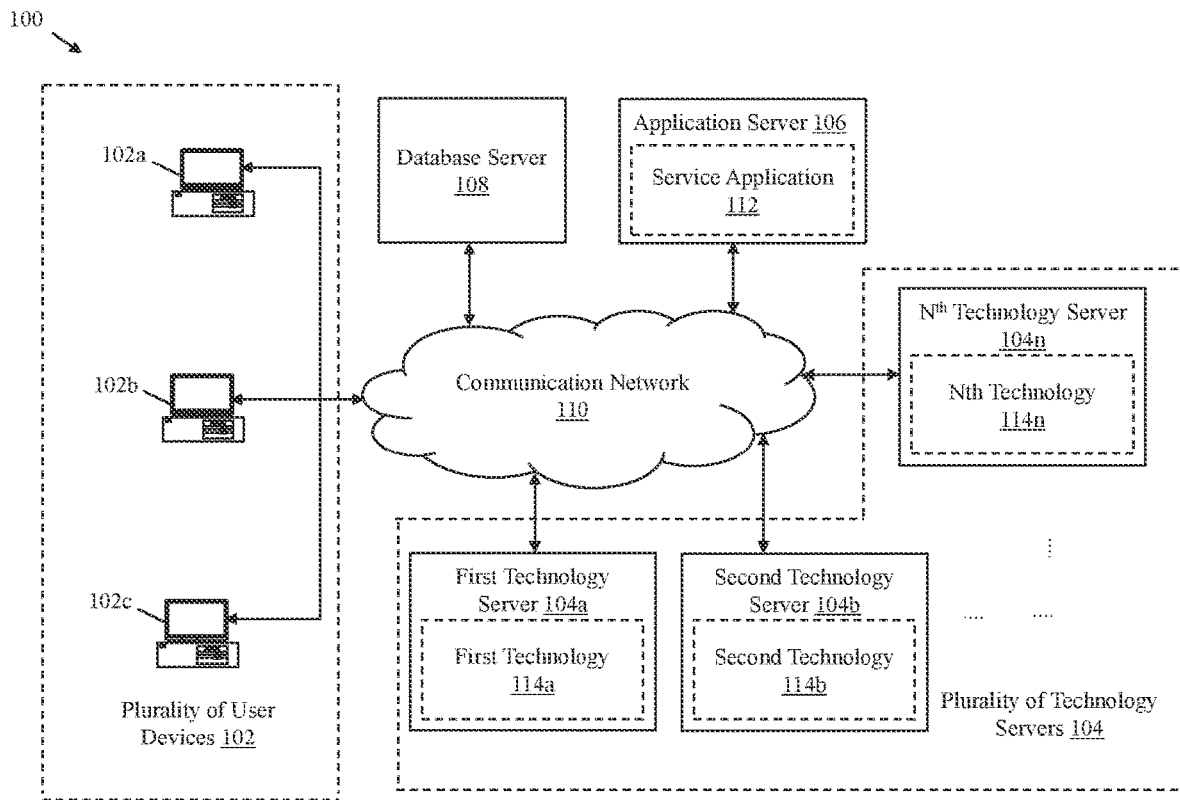 100
102a
102b
102c
Plurality of User
Devices 102
Database Server
108
Application Server 106
Service Application
112
Communication Network
110
Nth Technology Server
104n
Nth Technology
114n
First Technology
Server 104a
First Technology
114a
Second Technology
Server 104b
Second Technology
114b
Plurality of Technology
Servers 104